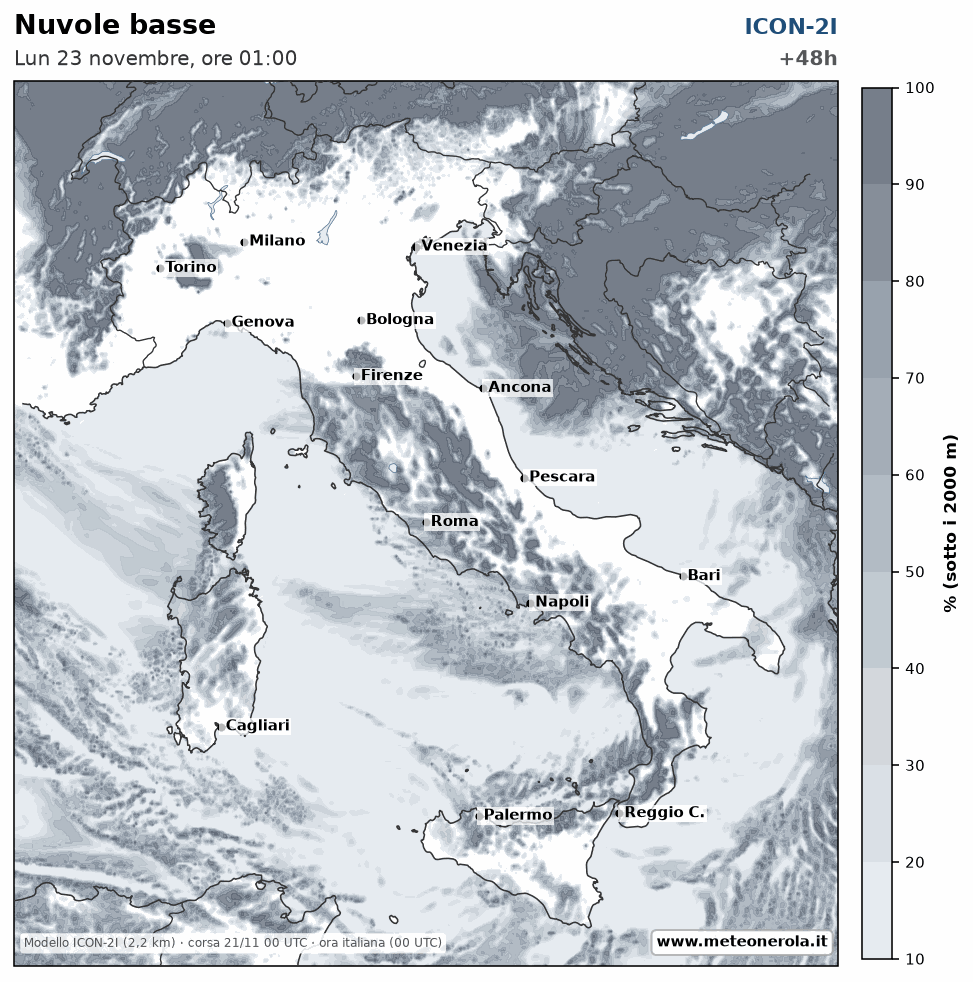 Nuvole basse
ICON-2I
Lun 23 novembre, ore 01:00
+48h
Milano
Venezia
Torino
Genova
Bologna
Firenze
Ancona
Pescara
Roma
Bari
Napoli
Cagliari
Palermo
Reggio C.
Modello ICON-2I (2,2 km) · corsa 21/11 00 UTC · ora italiana (00 UTC)
www.meteonerola.it
100
90
80
70
60
50
40
30
20
10
% (sotto i 2000 m)